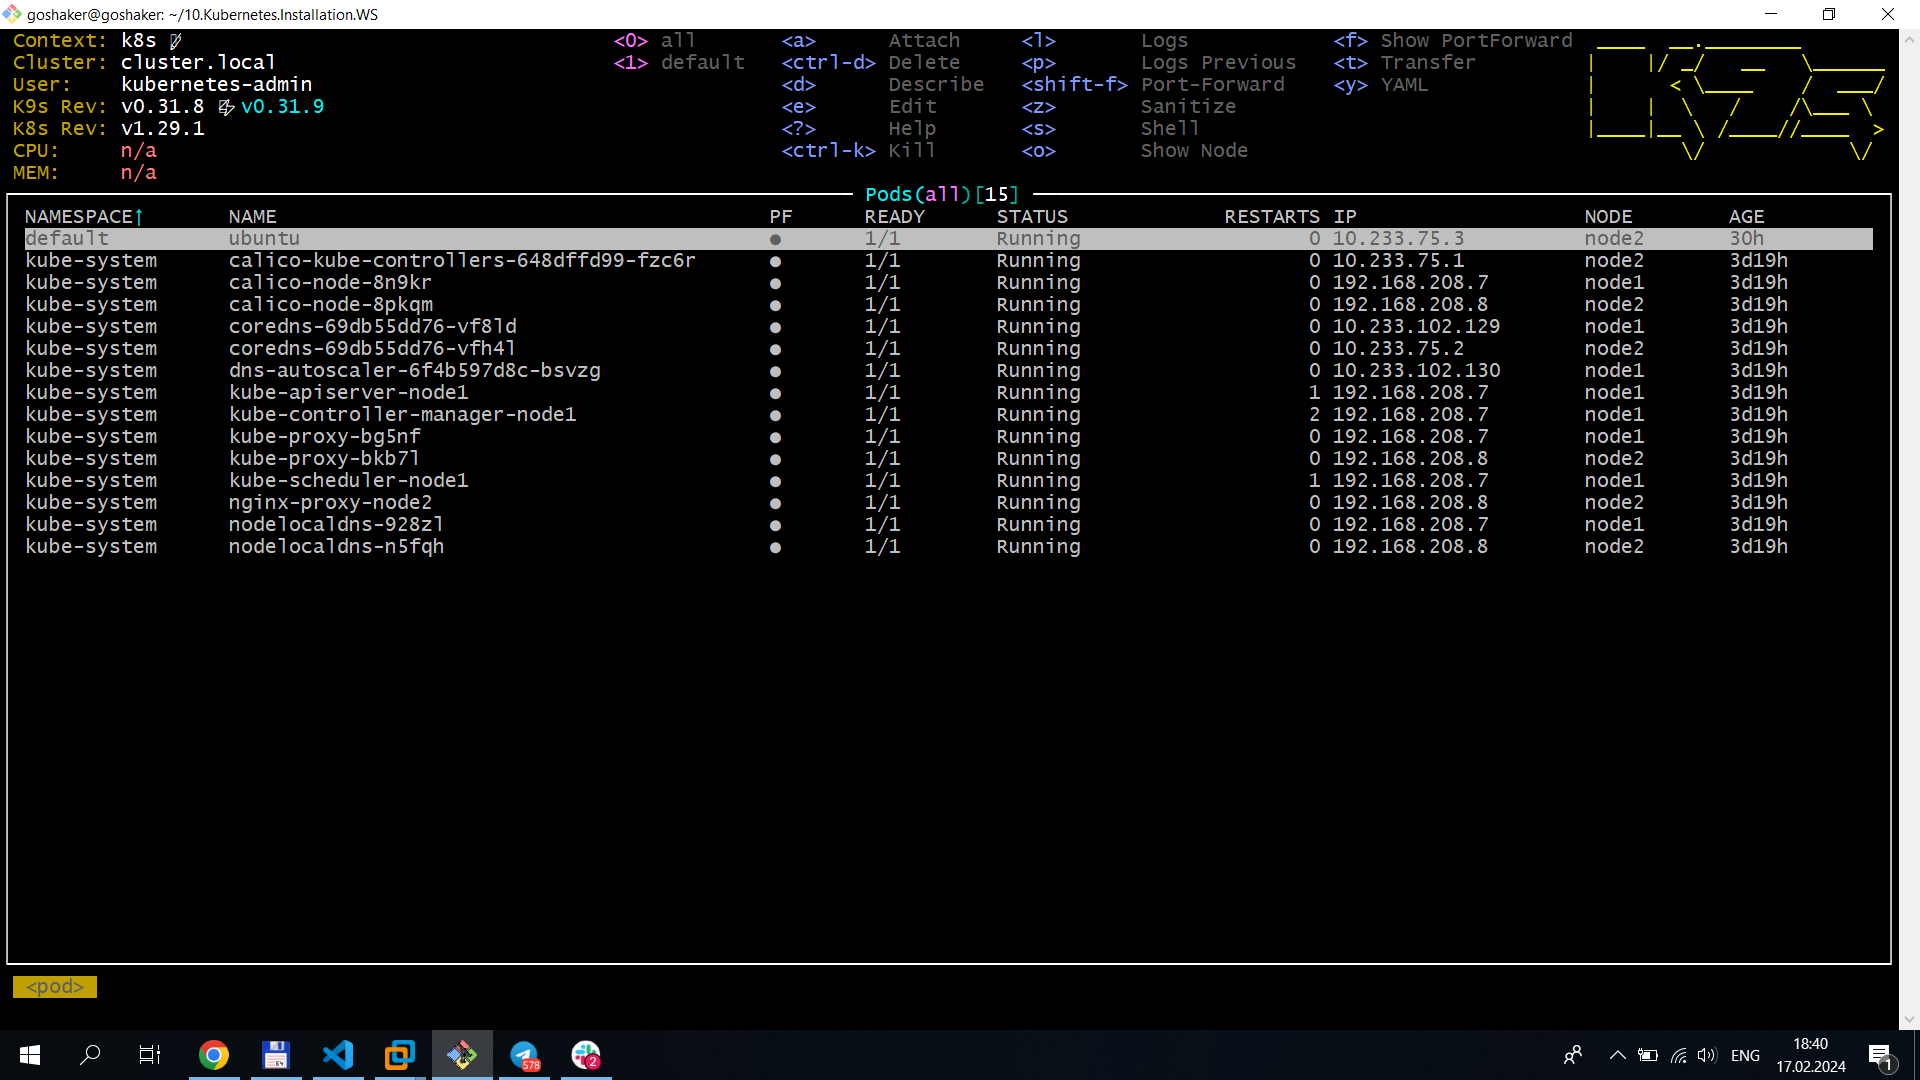 goshaker@goshaker: ~/10.Kubernetes.Installation.WS
Context: k8s
Cluster: cluster.local
User: kubernetes-admin
K9s Rev: v0.31.8 ⚡v0.31.9
K8s Rev: v1.29.1
CPU: n/a
MEM: n/a
<0> all
<1> default
<a> Attach
<ctrl-d> Delete
<d> Describe
<e> Edit
<?> Help
<ctrl-k> Kill
<l> Logs
<p> Logs Previous
<shift-f> Port-Forward
<z> Sanitize
<s> Shell
<o> Show Node
<f> Show PortForward
<t> Transfer
<y> YAML
Pods(all)[15]
NAMESPACE↑ NAME PF READY STATUS RESTARTS IP NODE AGE
default ubuntu ● 1/1 Running 0 10.233.75.3 node2 30h
kube-system calico-kube-controllers-648dffd99-fzc6r ● 1/1 Running 0 10.233.75.1 node2 3d19h
kube-system calico-node-8n9kr ● 1/1 Running 0 192.168.208.7 node1 3d19h
kube-system calico-node-8pkqm ● 1/1 Running 0 192.168.208.8 node2 3d19h
kube-system coredns-69db55dd76-vf8ld ● 1/1 Running 0 10.233.102.129 node1 3d19h
kube-system coredns-69db55dd76-vfh4l ● 1/1 Running 0 10.233.75.2 node2 3d19h
kube-system dns-autoscaler-6f4b597d8c-bsvzg ● 1/1 Running 0 10.233.102.130 node1 3d19h
kube-system kube-apiserver-node1 ● 1/1 Running 1 192.168.208.7 node1 3d19h
kube-system kube-controller-manager-node1 ● 1/1 Running 2 192.168.208.7 node1 3d19h
kube-system kube-proxy-bg5nf ● 1/1 Running 0 192.168.208.7 node1 3d19h
kube-system kube-proxy-bkb7l ● 1/1 Running 0 192.168.208.8 node2 3d19h
kube-system kube-scheduler-node1 ● 1/1 Running 1 192.168.208.7 node1 3d19h
kube-system nginx-proxy-node2 ● 1/1 Running 0 192.168.208.8 node2 3d19h
kube-system nodelocaldns-928zl ● 1/1 Running 0 192.168.208.7 node1 3d19h
kube-system nodelocaldns-n5fqh ● 1/1 Running 0 192.168.208.8 node2 3d19h
<pod>
64
578
2
ENG
18:40
17.02.2024
1